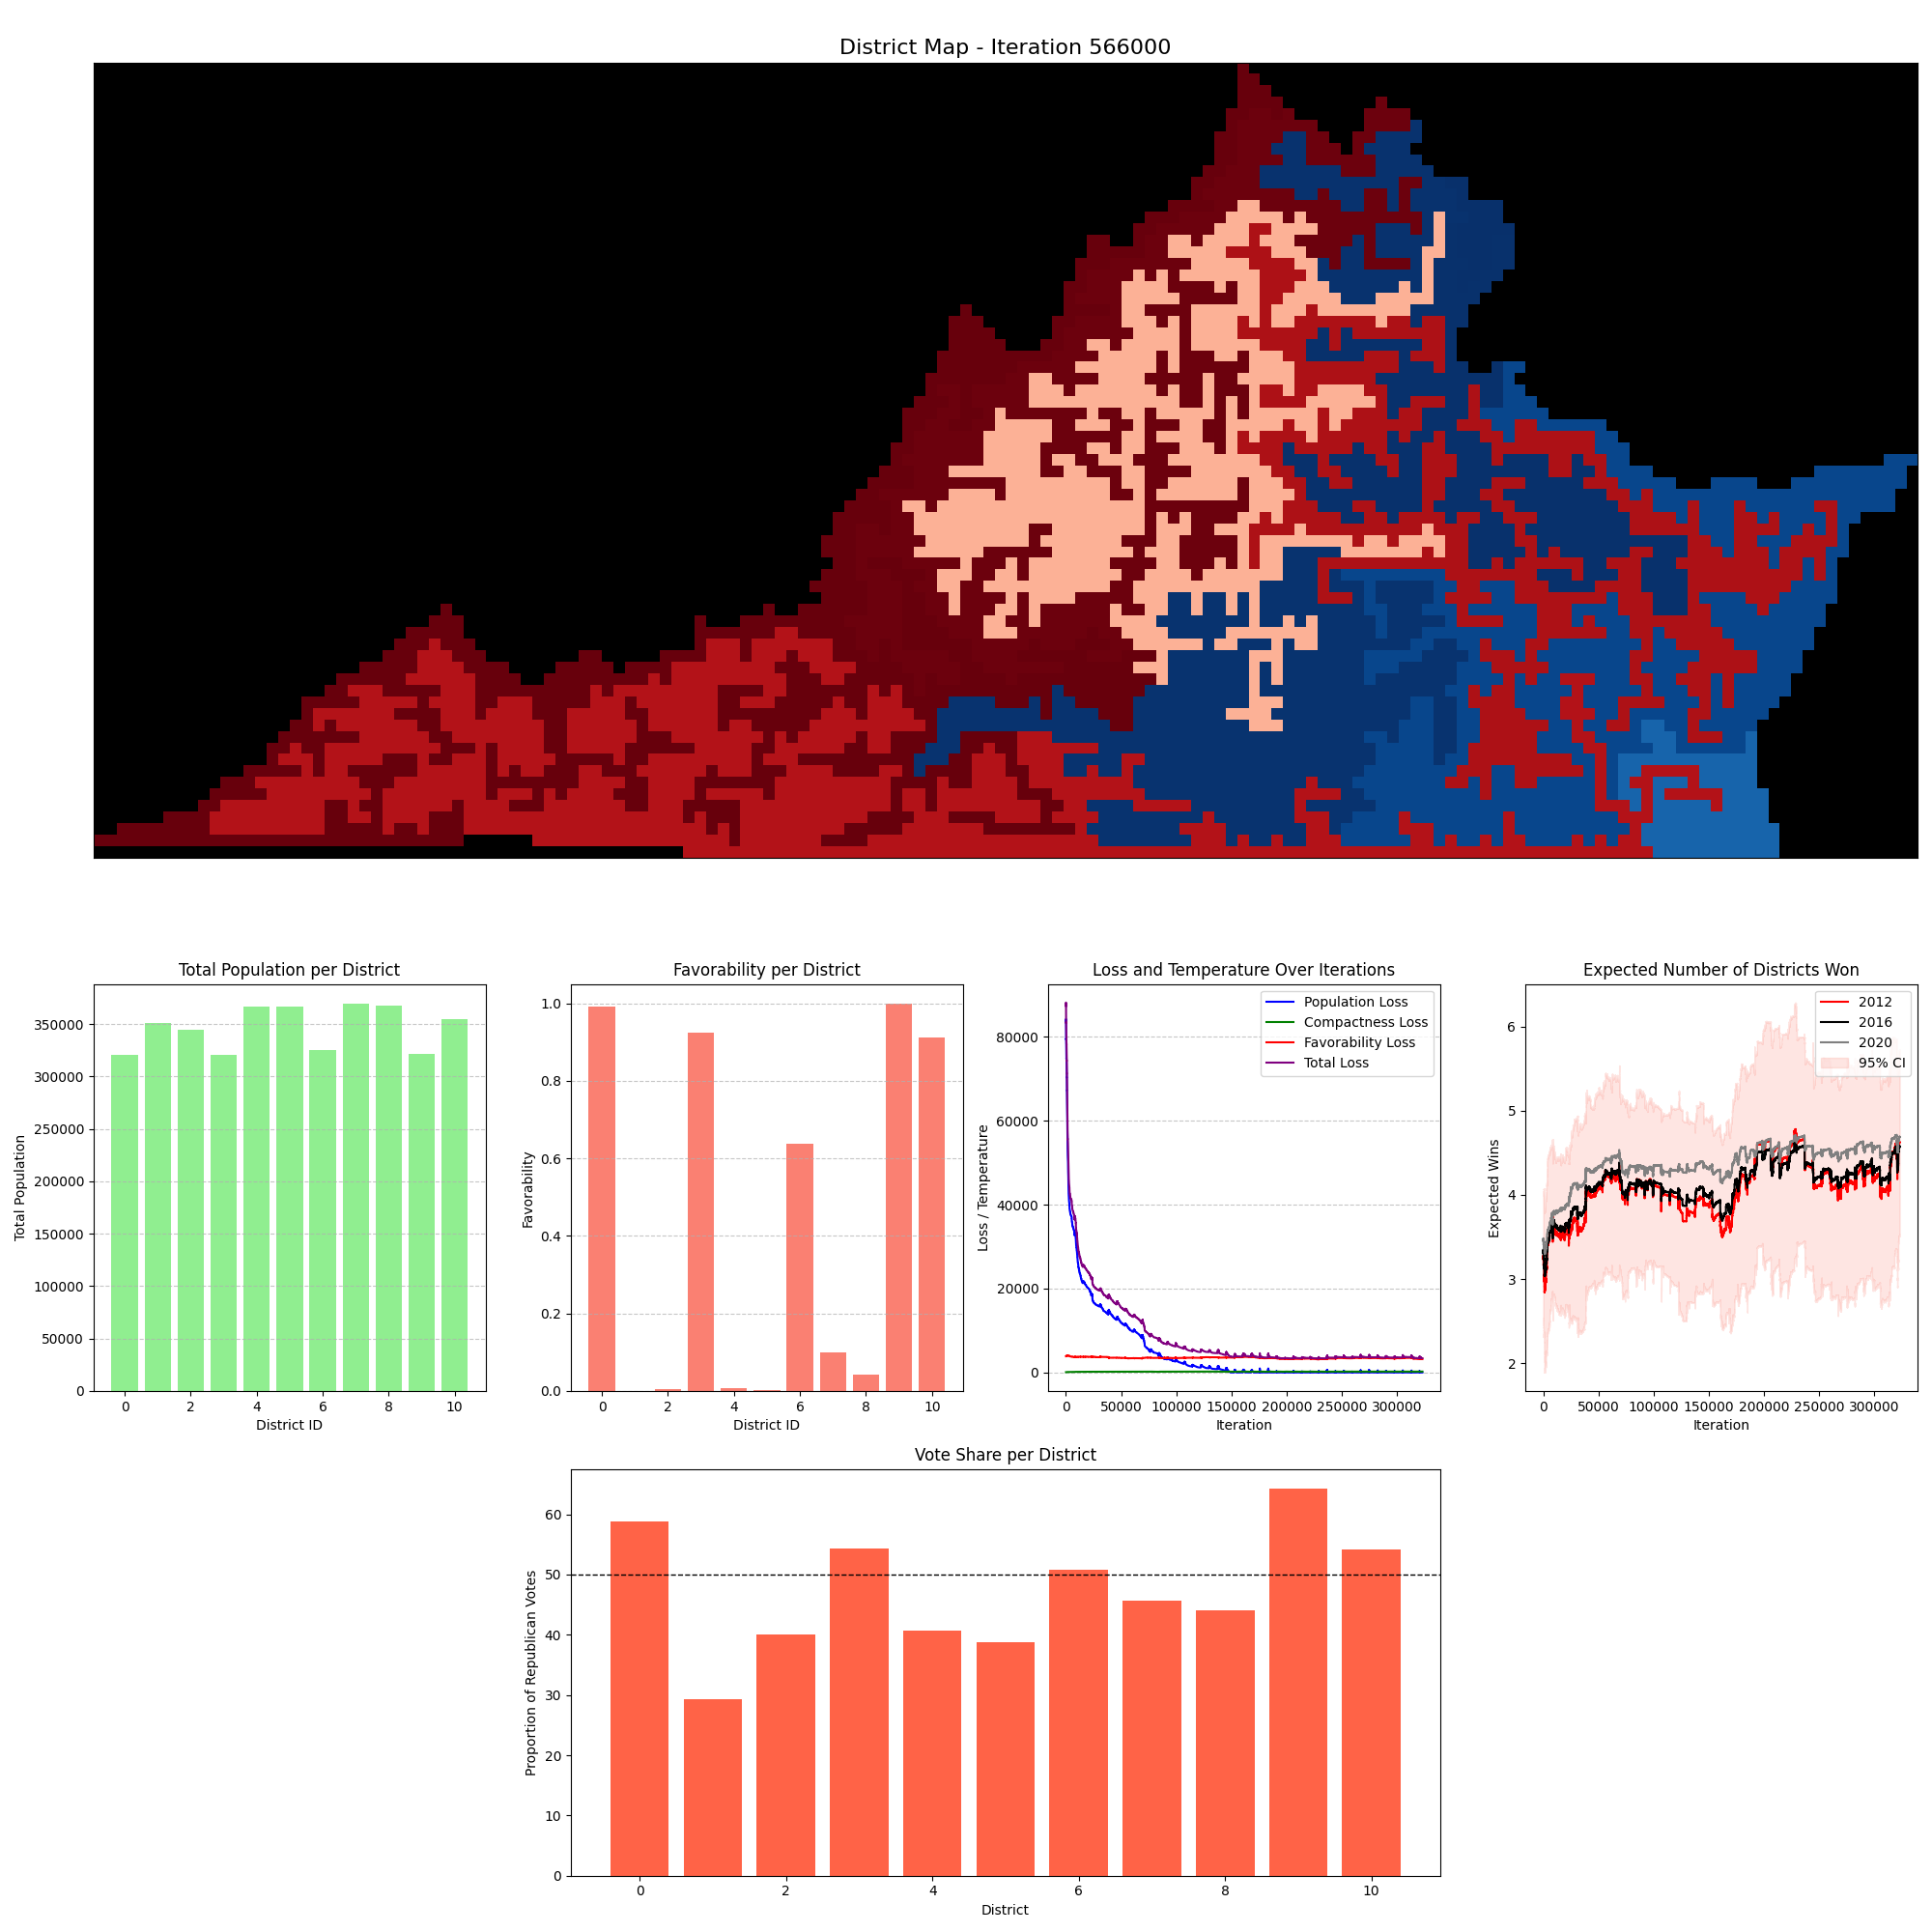 District Map - Iteration 566000
Total Population per District
Total Population
350000
300000
250000
200000
150000
100000
50000
0
0 2 4 6 8 10
District ID
Favorability per District
Favorability
1.0
0.8
0.6
0.4
0.2
0.0
0 2 4 6 8 10
District ID
Loss and Temperature Over Iterations
Loss / Temperature
80000
60000
40000
20000
0
Population Loss
Compactness Loss
Favorability Loss
Total Loss
0 50000 100000 150000 200000 250000 300000
Iteration
Expected Number of Districts Won
Expected Wins
6
5
4
3
2
2012
2016
2020
95% CI
0 50000 100000 150000 200000 250000 300000
Iteration
Vote Share per District
Proportion of Republican Votes
60
50
40
30
20
10
0
0 2 4 6 8 10
District